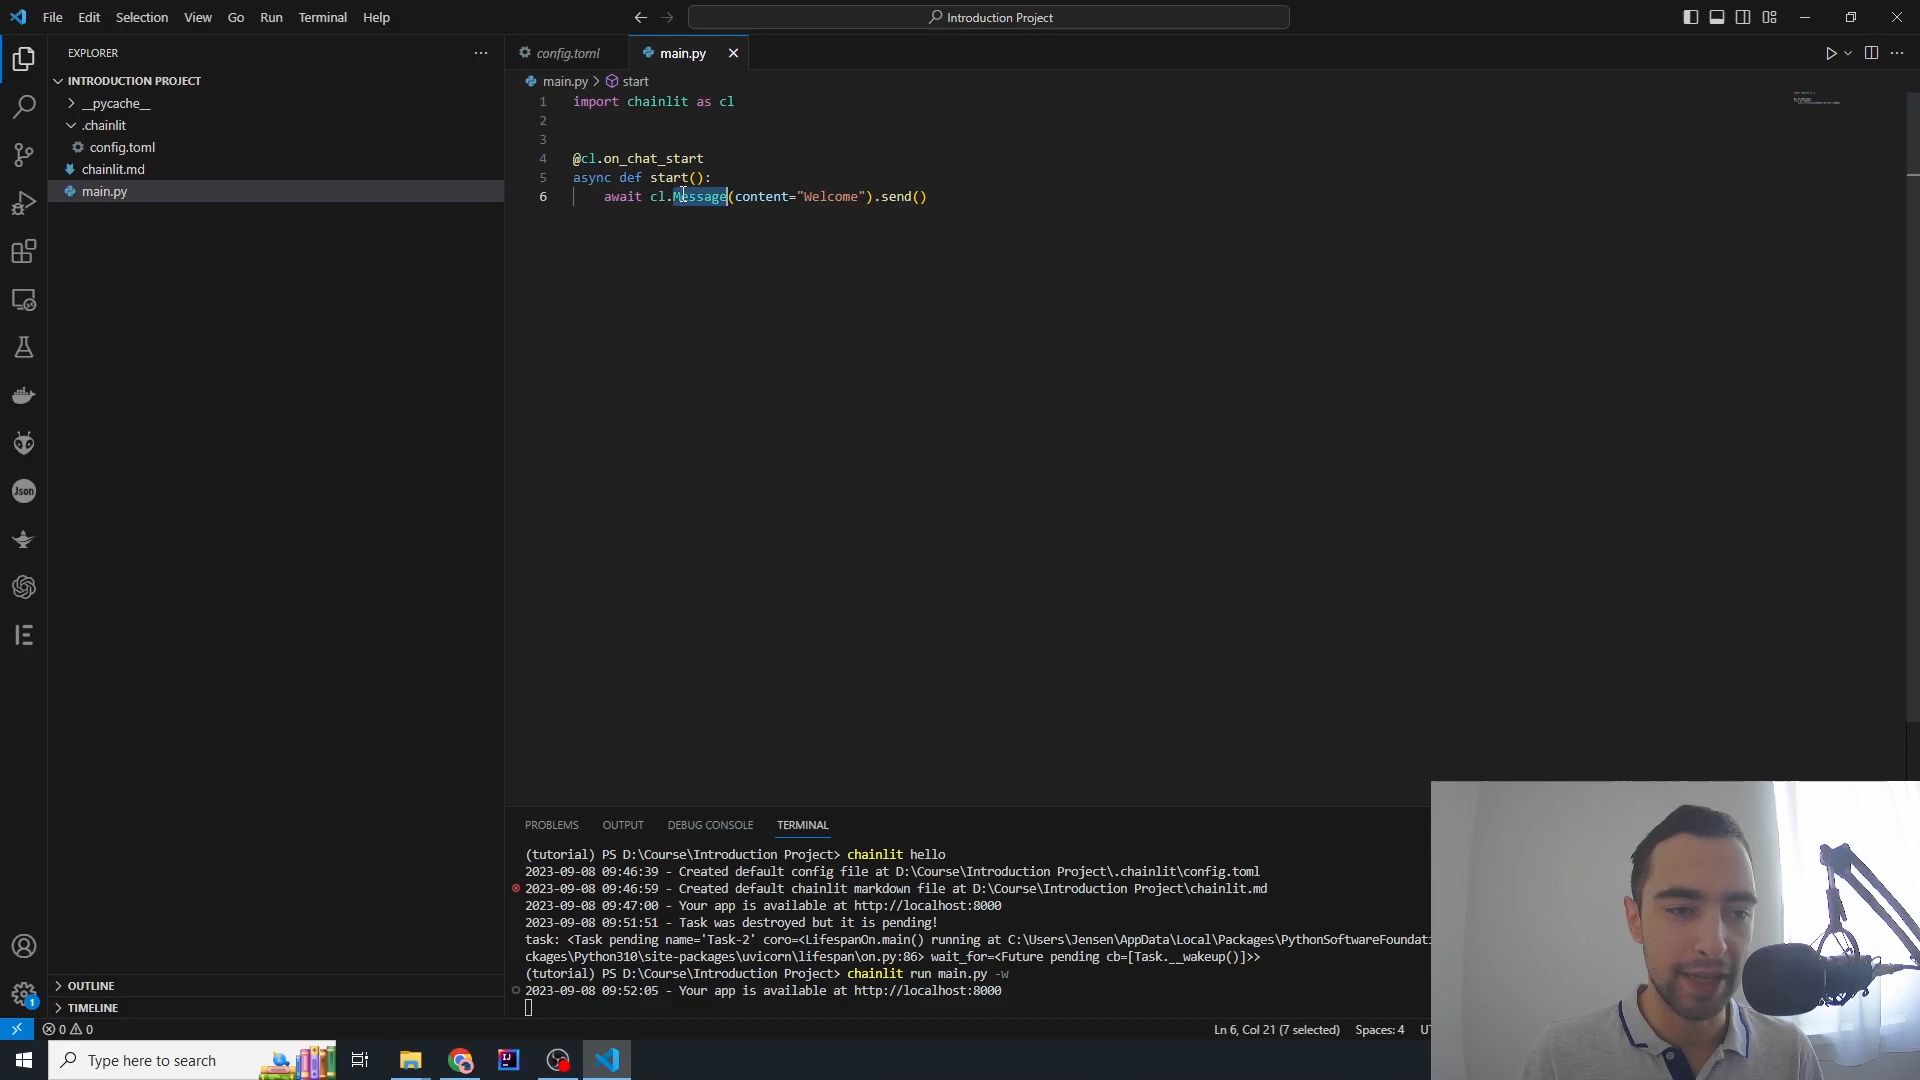 File Edit Selection View Go Run Terminal Help
Introduction Project
EXPLORER
INTRODUCTION PROJECT
__pycache__
.chainlit
config.toml
chainlit.md
main.py
OUTLINE
TIMELINE
Json
config.toml main.py
main.py > start
1 import chainlit as cl
2
3
4 @cl.on_chat_start
5 async def start():
6 await cl.Message(content="Welcome").send()
PROBLEMS OUTPUT DEBUG CONSOLE TERMINAL
(tutorial) PS D:\Course\Introduction Project> chainlit hello
2023-09-08 09:46:39 - Created default config file at D:\Course\Introduction Project\.chainlit\config.toml
2023-09-08 09:46:59 - Created default chainlit markdown file at D:\Course\Introduction Project\chainlit.md
2023-09-08 09:47:00 - Your app is available at http://localhost:8000
2023-09-08 09:51:51 - Task was destroyed but it is pending!
task: <Task pending name='Task-2' coro=<LifespanOn.main() running at C:\Users\Jensen\AppData\Local\Packages\PythonSoftwareFoundati
ckages\Python310\site-packages\uvicorn\lifespan\on.py:86> wait_for=<Future pending cb=[Task.__wakeup()]>>
(tutorial) PS D:\Course\Introduction Project> chainlit run main.py -w
2023-09-08 09:52:05 - Your app is available at http://localhost:8000
1
0 0
Ln 6, Col 21 (7 selected) Spaces: 4
Type here to search